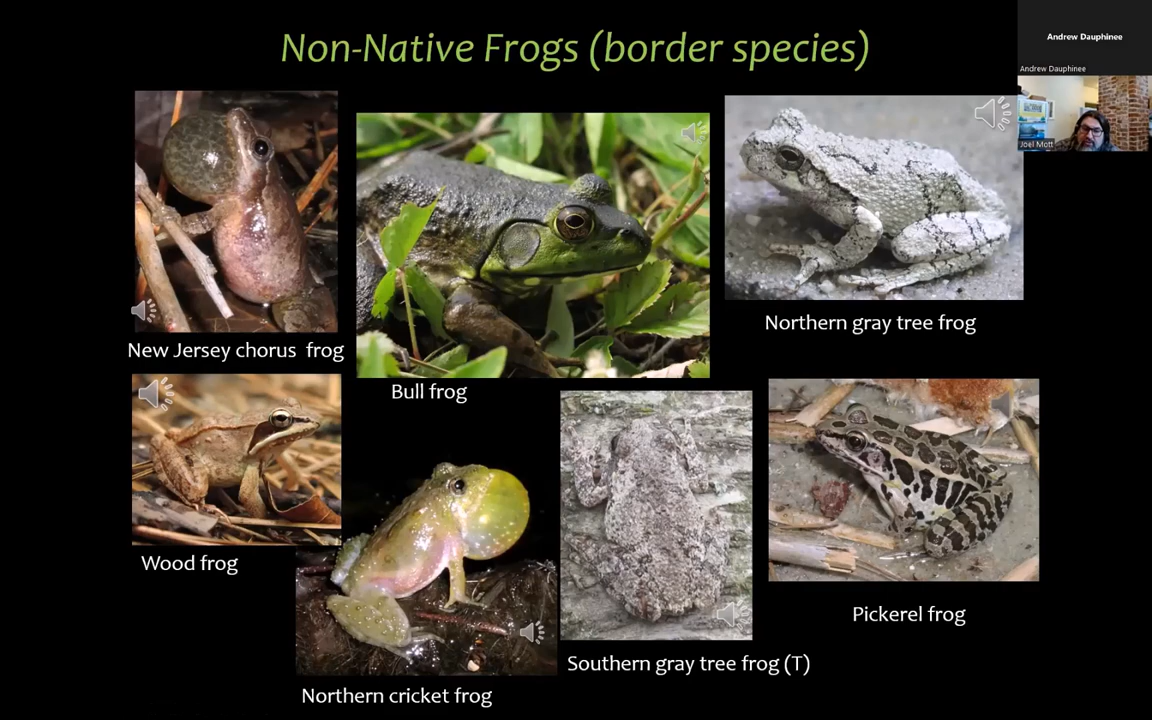 Non-Native Frogs (border species)
Andrew Dauphinee
Andrew Dauphinee
Joel Mott
New Jersey chorus frog
Bull frog
Northern gray tree frog
Wood frog
Northern cricket frog
Southern gray tree frog (T)
Pickerel frog